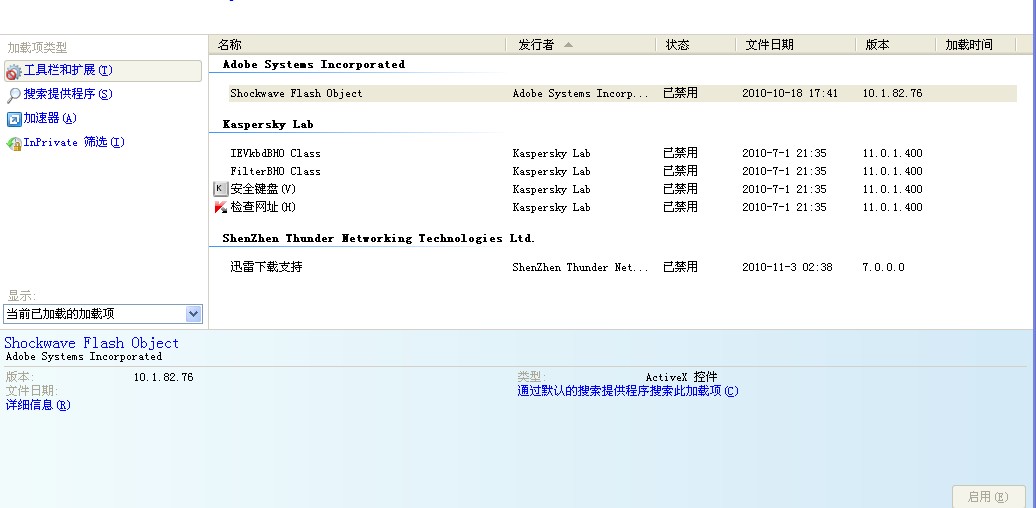 加载项类型
工具栏和扩展(T)
搜索提供程序(S)
加速器(A)
InPrivate 筛选(I)
显示:
当前已加载的加载项
名称 发行者 状态 文件日期 版本 加载时间
Adobe Systems Incorporated
Shockwave Flash Object Adobe Systems Incorp... 已禁用 2010-10-18 17:41 10.1.82.76
Kaspersky Lab
IEVkbdBHO Class Kaspersky Lab 已禁用 2010-7-1 21:35 11.0.1.400
FilterBHO Class Kaspersky Lab 已禁用 2010-7-1 21:35 11.0.1.400
安全键盘(V) Kaspersky Lab 已禁用 2010-7-1 21:35 11.0.1.400
检查网址(H) Kaspersky Lab 已禁用 2010-7-1 21:35 11.0.1.400
ShenZhen Thunder Networking Technologies Ltd.
迅雷下载支持 ShenZhen Thunder Net... 已禁用 2010-11-3 02:38 7.0.0.0
Shockwave Flash Object
Adobe Systems Incorporated
版本: 10.1.82.76 类型: ActiveX 控件
文件日期: 通过默认的搜索提供程序搜索此加载项(C)
详细信息(R)
启用(E)